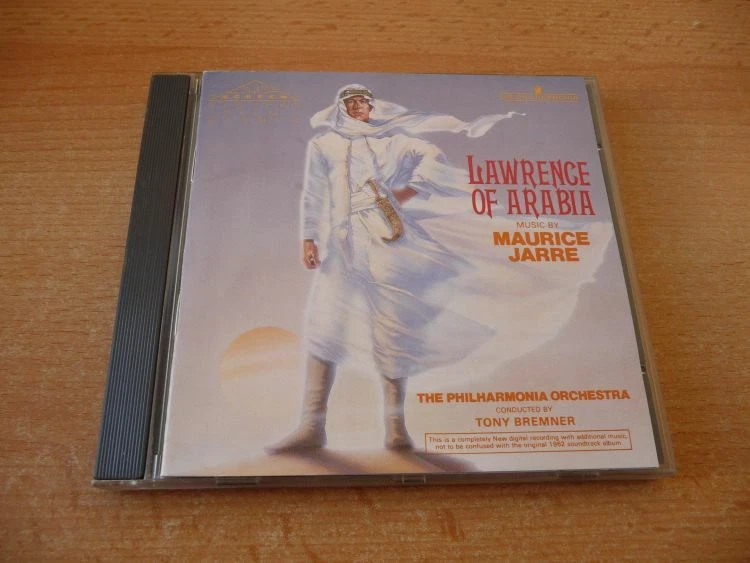 LAWRENCE
OF ARABIA
MUSIC BY
MAURICE
JARRE
THE PHILHARMONIA ORCHESTRA
CONDUCTED BY
TONY BREMNER
This is a completely New digital recording with additional music,
not to be confused with the original 1962 soundtrack album.